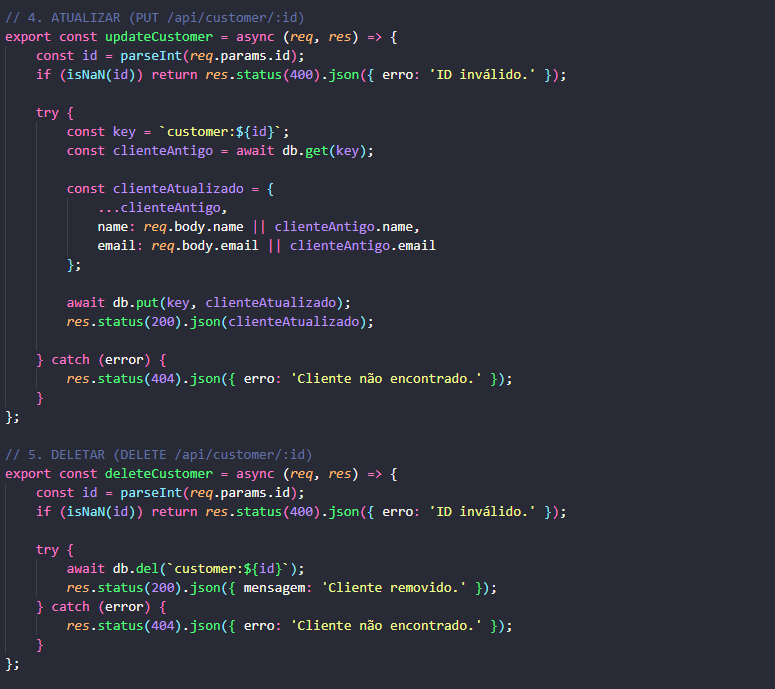 // 4. ATUALIZAR (PUT /api/customer/:id)
export const updateCustomer = async (req, res) => {
    const id = parseInt(req.params.id);
    if (isNaN(id)) return res.status(400).json({ erro: 'ID inválido.' });

    try {
        const key = `customer:${id}`;
        const clienteAntigo = await db.get(key);

        const clienteAtualizado = {
            ...clienteAntigo,
            name: req.body.name || clienteAntigo.name,
            email: req.body.email || clienteAntigo.email
        };

        await db.put(key, clienteAtualizado);
        res.status(200).json(clienteAtualizado);

    } catch (error) {
        res.status(404).json({ erro: 'Cliente não encontrado.' });
    }
};

// 5. DELETAR (DELETE /api/customer/:id)
export const deleteCustomer = async (req, res) => {
    const id = parseInt(req.params.id);
    if (isNaN(id)) return res.status(400).json({ erro: 'ID inválido.' });

    try {
        await db.del(`customer:${id}`);
        res.status(200).json({ mensagem: 'Cliente removido.' });
    } catch (error) {
        res.status(404).json({ erro: 'Cliente não encontrado.' });
    }
};